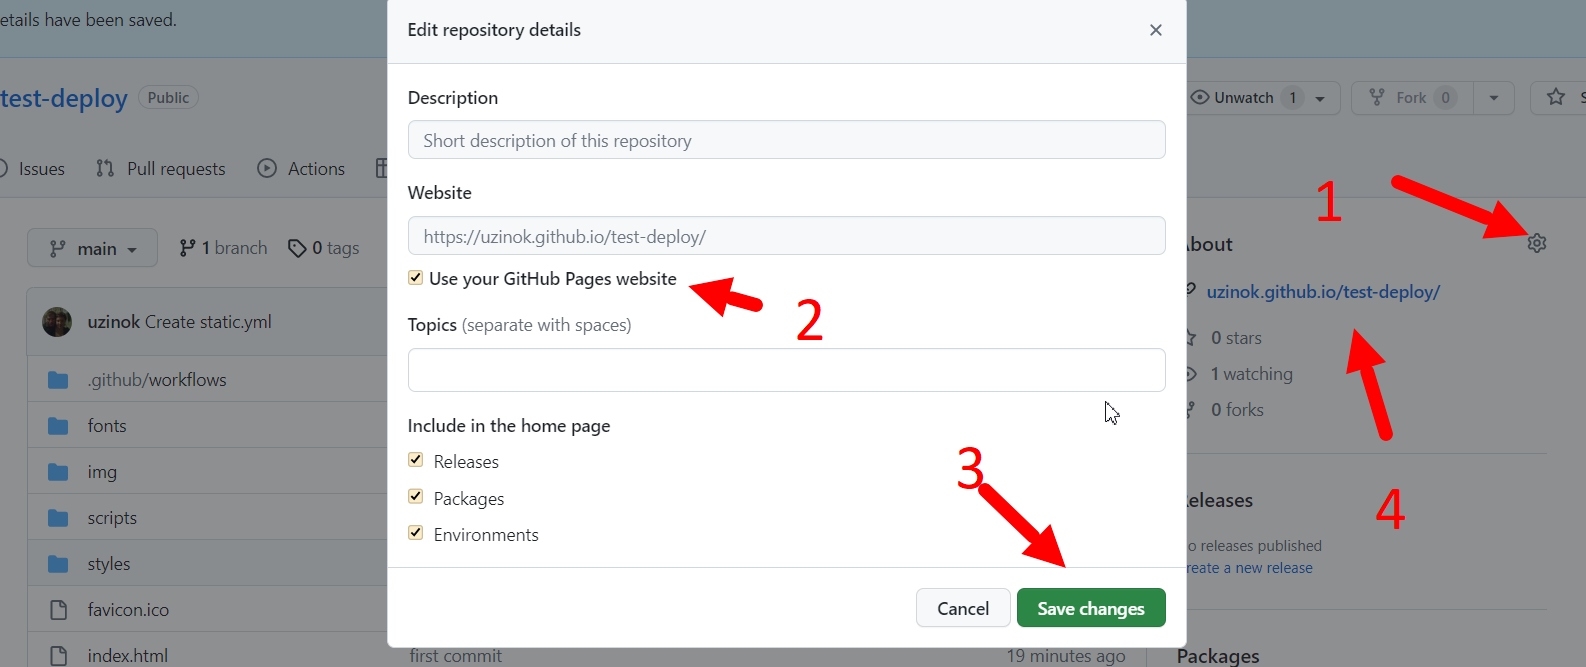 etails have been saved.
Edit repository details
test-deploy Public
Unwatch 1
Fork 0
Description
Short description of this repository
Issues
Pull requests
Actions
Website
https://uzinok.github.io/test-deploy/
1
main
1 branch
0 tags
bout
Use your GitHub Pages website
2
uzinok.github.io/test-deploy/
uzinok Create static.yml
Topics (separate with spaces)
0 stars
.github/workflows
1 watching
fonts
0 forks
Include in the home page
img
Releases
3
scripts
Packages
eleases
4
styles
Environments
o releases published
reate a new release
favicon.ico
Cancel
Save changes
index.html
first commit
19 minutes ago
Packages